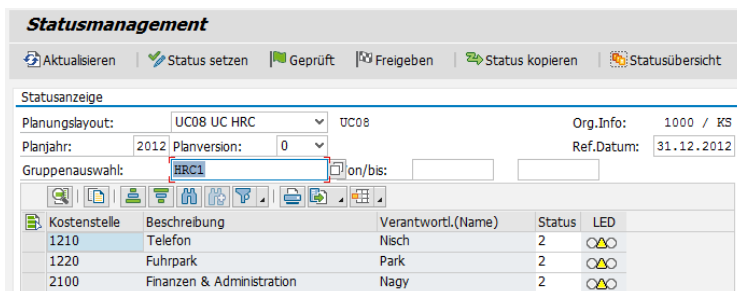 Statusmanagement
Aktualisieren Status setzen Geprüft Freigeben Status kopieren Statusübersicht
Statusanzeige
Planungslayout: UC08 UC HRC UC08 Org.Info: 1000 / KS
Planjahr: 2012 Planversion: 0 Ref.Datum: 31.12.2012
Gruppenauswahl: HRC1 on/bis:
Kostenstelle Beschreibung Verantwortl.(Name) Status LED
1210 Telefon Nisch 2
1220 Fuhrpark Park 2
2100 Finanzen & Administration Nagy 2